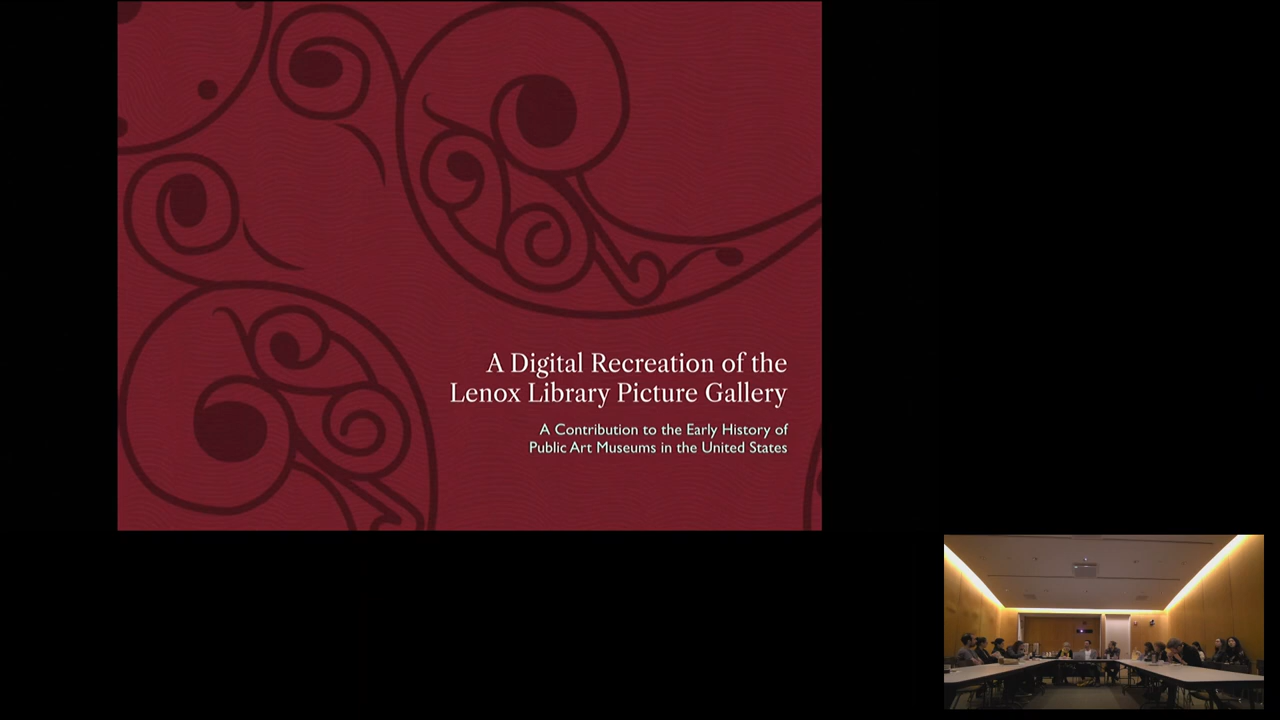 A Digital Recreation of the
Lenox Library Picture Gallery
A Contribution to the Early History of
Public Art Museums in the United States